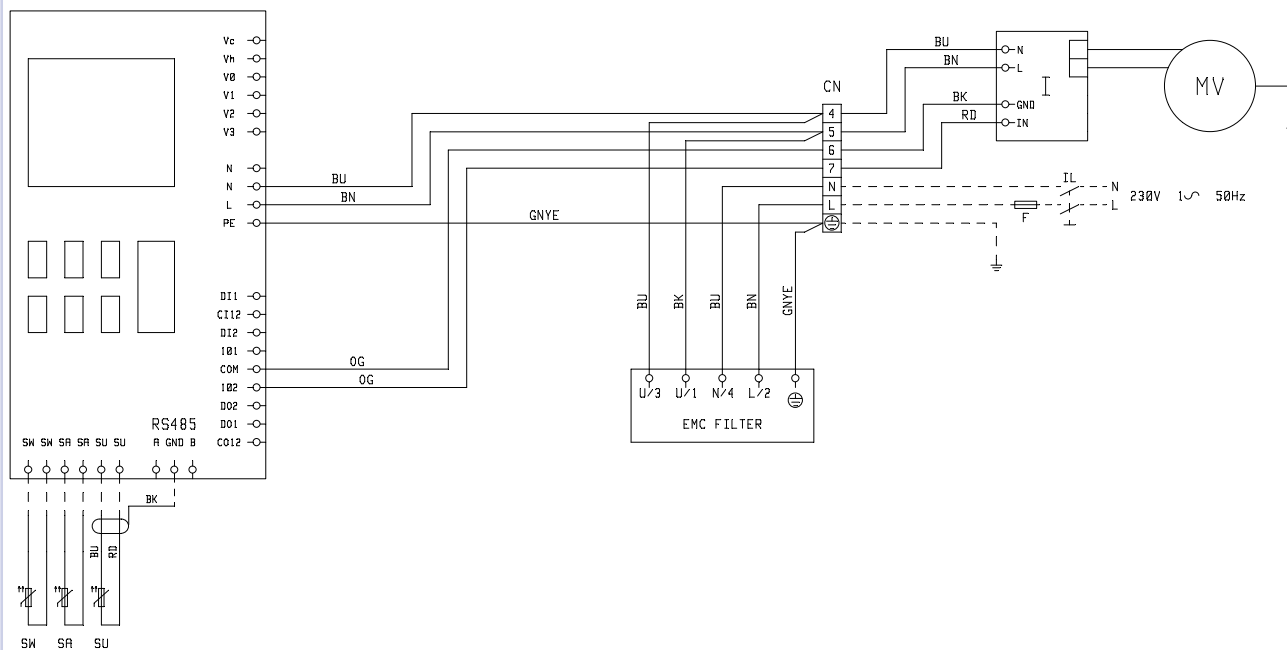 Vc
Vh
V0
V1
V2
V3
N
N
L
PE
DI1
CI12
DI2
I01
COM
I02
DO2
DO1
CO12
RS485
SW SW SA SA SU SU A GND B
BU
BN
GNYE
OG
OG
BK
BU
RD
SW SA SU
CN
4
5
6
7
N
L
BU
BN
BK
RD
N
L
GND
IN
I
MV
IL
N
L
F
230V 1 50Hz
BU
BK
BU
BN
GNYE
U/3 U/1 N/4 L/2
EMC FILTER